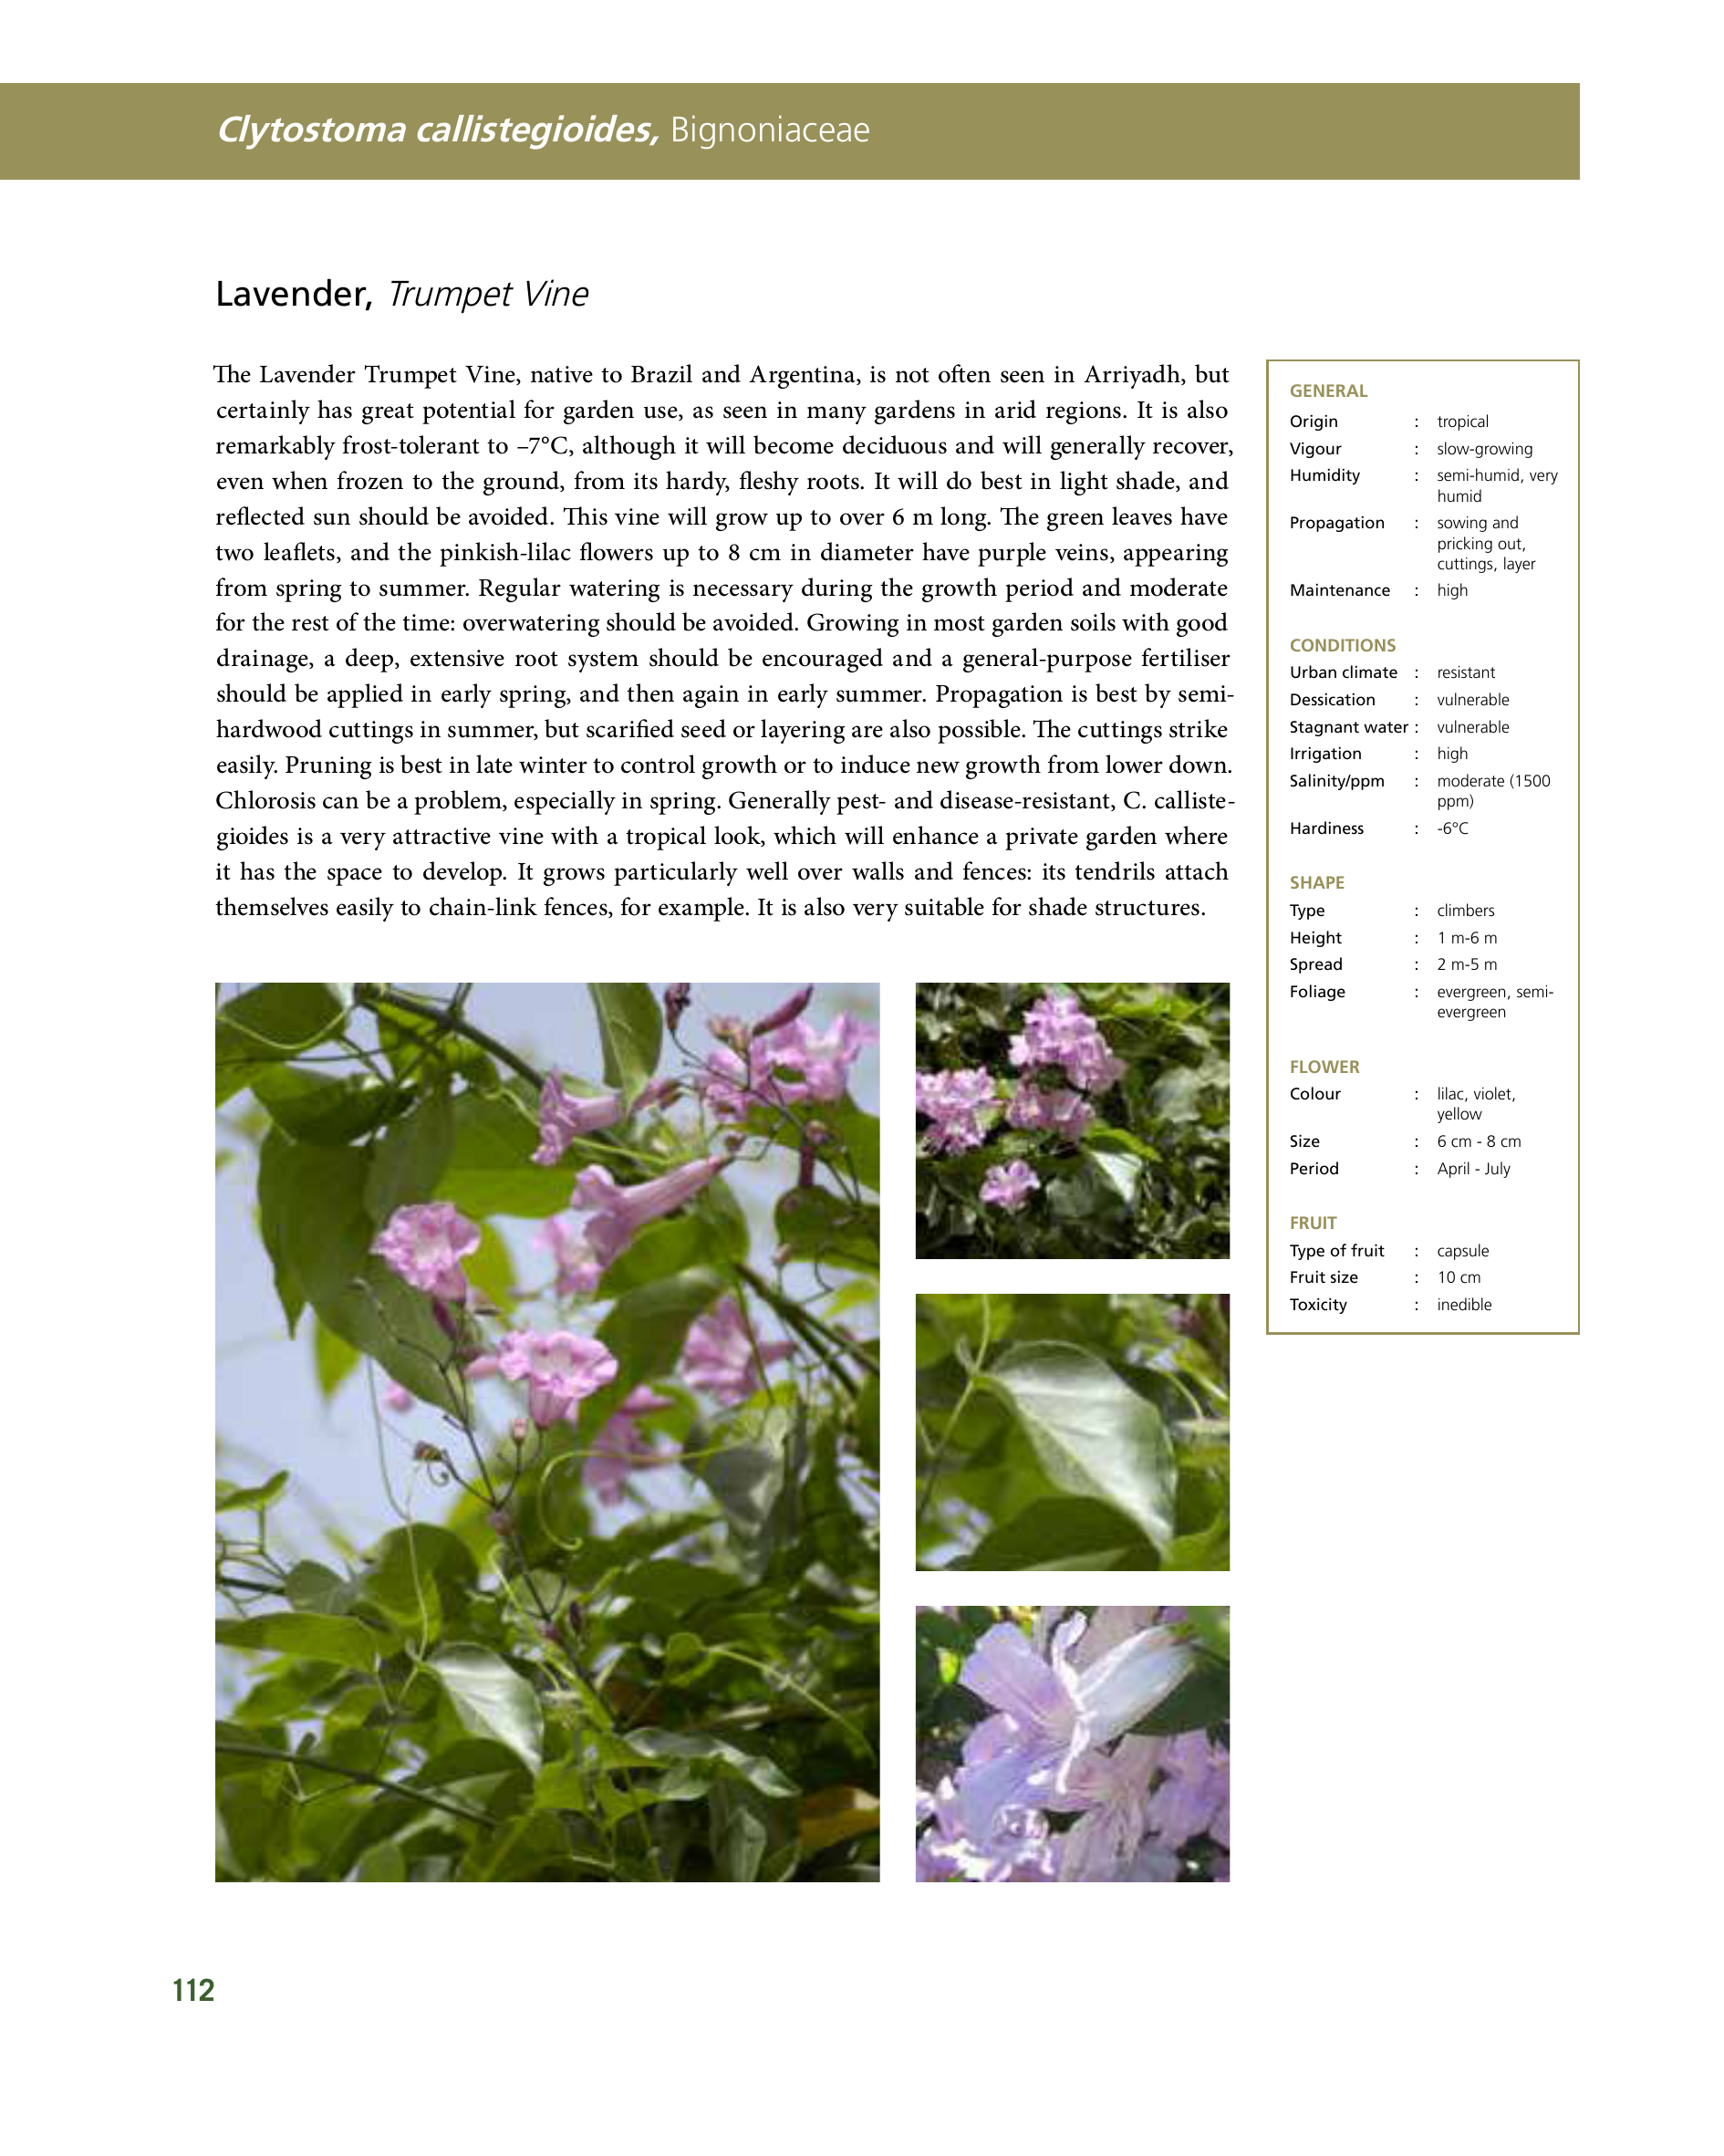 Clytostoma callistegioides, Bignoniaceae
Lavender, Trumpet Vine
The Lavender Trumpet Vine, native to Brazil and Argentina, is not often seen in Arriyadh, but
certainly has great potential for garden use, as seen in many gardens in arid regions. It is also
remarkably frost-tolerant to –7°C, although it will become deciduous and will generally recover,
even when frozen to the ground, from its hardy, fleshy roots. It will do best in light shade, and
reflected sun should be avoided. This vine will grow up to over 6 m long. The green leaves have
two leaflets, and the pinkish-lilac flowers up to 8 cm in diameter have purple veins, appearing
from spring to summer. Regular watering is necessary during the growth period and moderate
for the rest of the time: overwatering should be avoided. Growing in most garden soils with good
drainage, a deep, extensive root system should be encouraged and a general-purpose fertiliser
should be applied in early spring, and then again in early summer. Propagation is best by semi-
hardwood cuttings in summer, but scarified seed or layering are also possible. The cuttings strike
easily. Pruning is best in late winter to control growth or to induce new growth from lower down.
Chlorosis can be a problem, especially in spring. Generally pest- and disease-resistant, C. calliste-
gioides is a very attractive vine with a tropical look, which will enhance a private garden where
it has the space to develop. It grows particularly well over walls and fences: its tendrils attach
themselves easily to chain-link fences, for example. It is also very suitable for shade structures.
GENERAL
Origin : tropical
Vigour : slow-growing
Humidity : semi-humid, very
humid
Propagation : sowing and
pricking out,
cuttings, layer
Maintenance : high
CONDITIONS
Urban climate : resistant
Dessication : vulnerable
Stagnant water : vulnerable
Irrigation : high
Salinity/ppm : moderate (1500
ppm)
Hardiness : -6°C
SHAPE
Type : climbers
Height : 1 m-6 m
Spread : 2 m-5 m
Foliage : evergreen, semi-
evergreen
FLOWER
Colour : lilac, violet,
yellow
Size : 6 cm - 8 cm
Period : April - July
FRUIT
Type of fruit : capsule
Fruit size : 10 cm
Toxicity : inedible
112